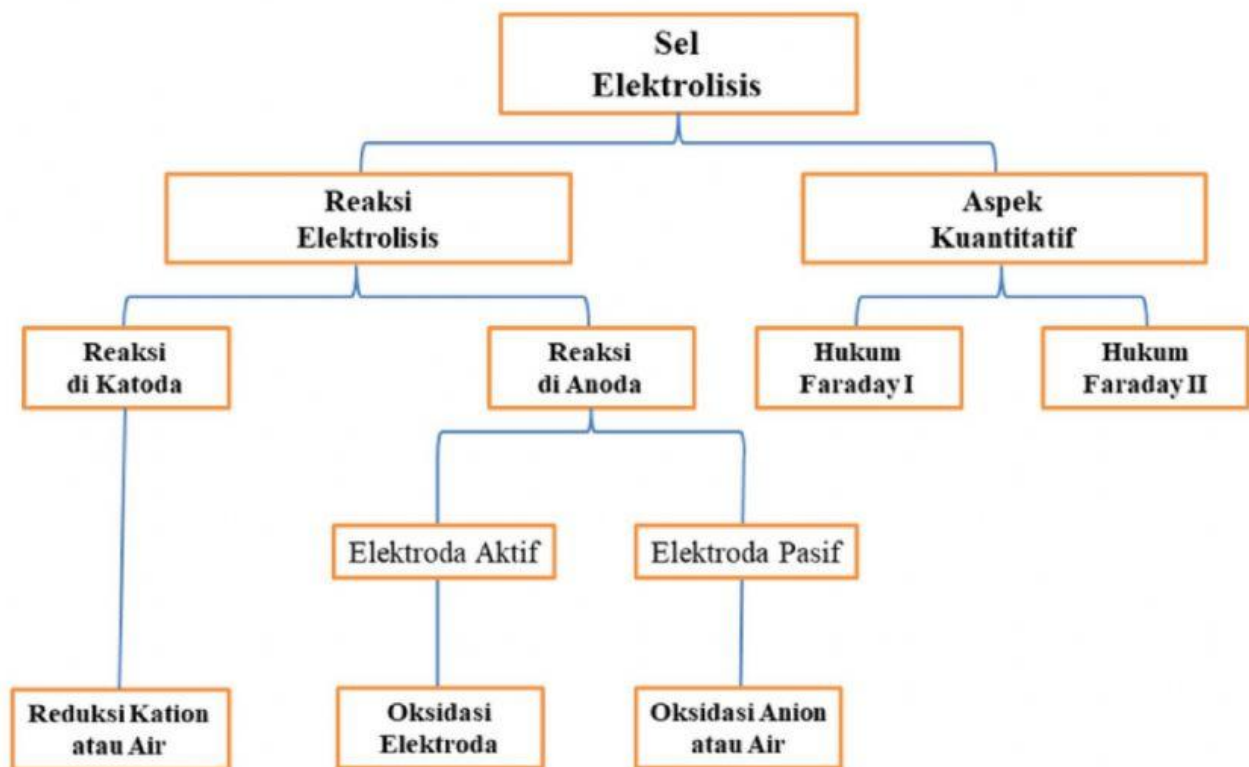 Sel
Elektrolisis
Reaksi
Elektrolisis
Aspek
Kuantitatif
Reaksi
di Katoda
Reaksi
di Anoda
Hukum
Faraday I
Hukum
Faraday II
Elektroda Aktif
Elektroda Pasif
Reduksi Kation
atau Air
Oksidasi
Elektroda
Oksidasi Anion
atau Air